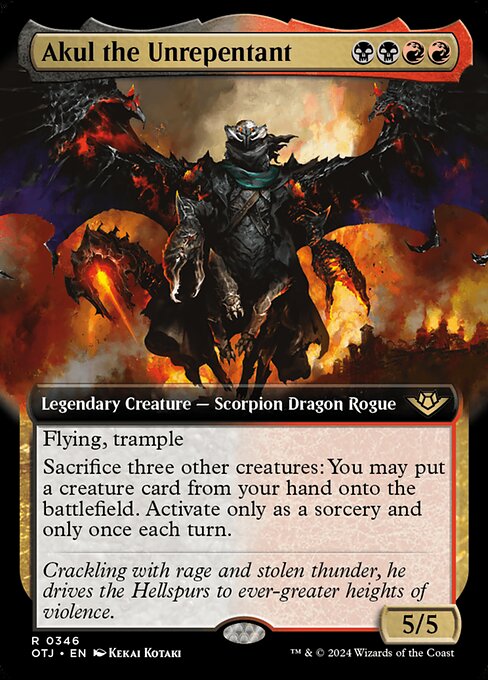 Akul the Unrepentant
Legendary Creature — Scorpion Dragon Rogue
Flying, trample
Sacrifice three other creatures: You may put
a creature card from your hand onto the
battlefield. Activate only as a sorcery and
only once each turn.
Crackling with rage and stolen thunder, he
drives the Hellspurs to ever-greater heights of
violence.
5/5
R 0346
OTJ • EN Kekai Kotaki
™ & © 2024 Wizards of the Coast